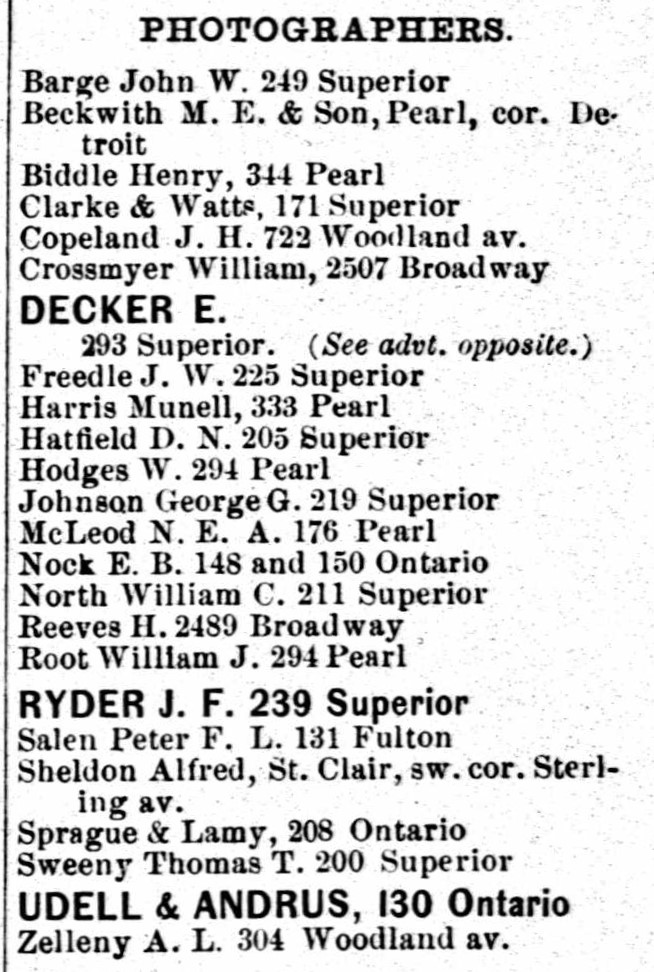 PHOTOGRAPHERS.
Barge John W. 249 Superior
Beckwith M. E. & Son, Pearl, cor. De-
troit
Biddle Henry, 344 Pearl
Clarke & Watts, 171 Superior
Copeland J. H. 722 Woodland av.
Crossmyer William, 2507 Broadway
DECKER E.
293 Superior. (See advt. opposite.)
Freedle J. W. 225 Superior
Harris Munell, 333 Pearl
Hatfield D. N. 205 Superior
Hodges W. 294 Pearl
Johnson George G. 219 Superior
McLeod N. E. A. 176 Pearl
Nock E. B. 148 and 150 Ontario
North William C. 211 Superior
Reeves H. 2489 Broadway
Root William J. 294 Pearl
RYDER J. F. 239 Superior
Salen Peter F. L. 131 Fulton
Sheldon Alfred, St. Clair, sw. cor. Sterl-
ing av.
Sprague & Lamy, 208 Ontario
Sweeny Thomas T. 200 Superior
UDELL & ANDRUS, 130 Ontario
Zelleny A. L. 304 Woodland av.